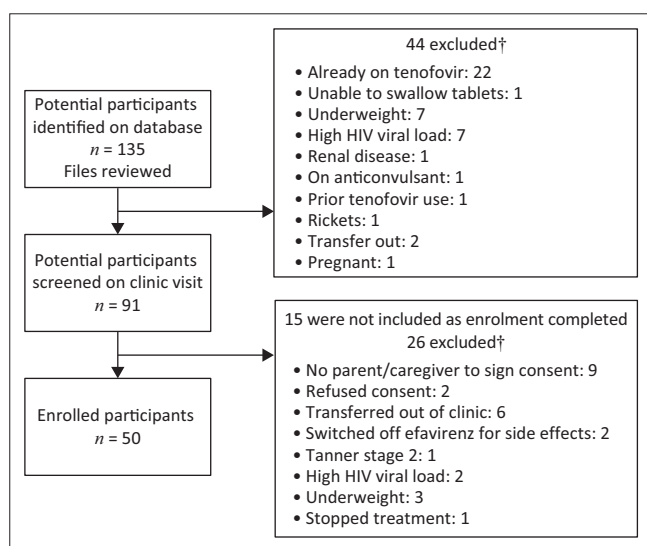 Potential participants
identified on database
n = 135
Files reviewed
44 excluded†
• Already on tenofovir: 22
• Unable to swallow tablets: 1
• Underweight: 7
• High HIV viral load: 7
• Renal disease: 1
• On anticonvulsant: 1
• Prior tenofovir use: 1
• Rickets: 1
• Transfer out: 2
• Pregnant: 1
Potential participants
screened on clinic visit
n = 91
15 were not included as enrolment completed
26 excluded†
• No parent/caregiver to sign consent: 9
• Refused consent: 2
• Transferred out of clinic: 6
• Switched off efavirenz for side effects: 2
• Tanner stage 2: 1
• High HIV viral load: 2
• Underweight: 3
• Stopped treatment: 1
Enrolled participants
n = 50